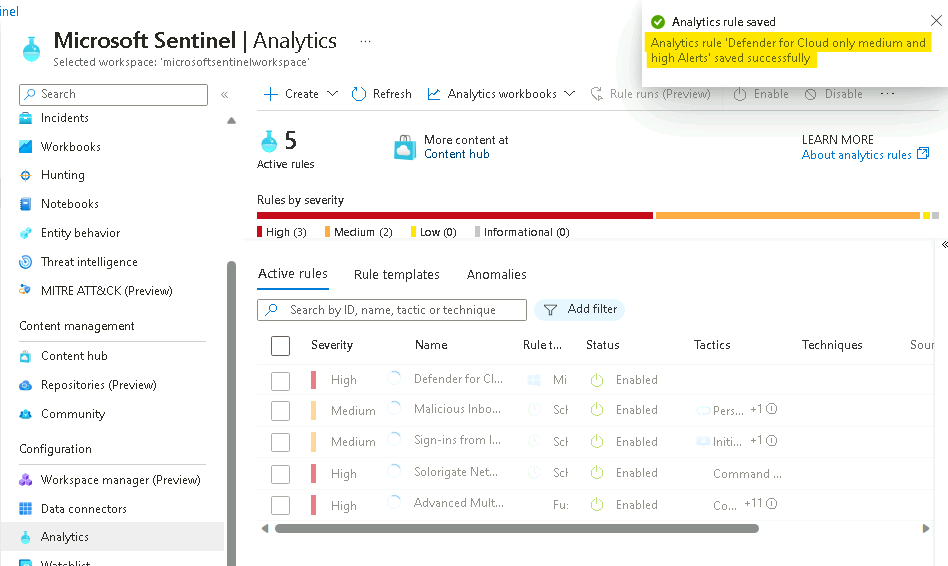 inel
Analytics rule saved
Analytics rule 'Defender for Cloud only medium and
high Alerts' saved successfully
Microsoft Sentinel | Analytics ...
Selected workspace: 'microsoftsentinelworkspace'
Search «
Incidents
Workbooks
Hunting
Notebooks
Entity behavior
Threat intelligence
MITRE ATT&CK (Preview)
Content management
Content hub
Repositories (Preview)
Community
Configuration
Workspace manager (Preview)
Data connectors
Analytics
Watchlist
Create Refresh Analytics workbooks Rule runs (Preview) Enable Disable ...
5
Active rules
More content at
Content hub
LEARN MORE
About analytics rules
Rules by severity
High (3) Medium (2) Low (0) Informational (0)
«
Active rules Rule templates Anomalies
Search by ID, name, tactic or technique Add filter
Severity Name Rule t... Status Tactics Techniques Sour
High Defender for Cl... Mi Enabled
Medium Malicious Inbo... Scl Enabled Pers... +1
Medium Sign-ins from I... Scl Enabled Initi... +1
High Solorigate Net... Scl Enabled Command ...
High Advanced Mult... Fu: Enabled Co... +11